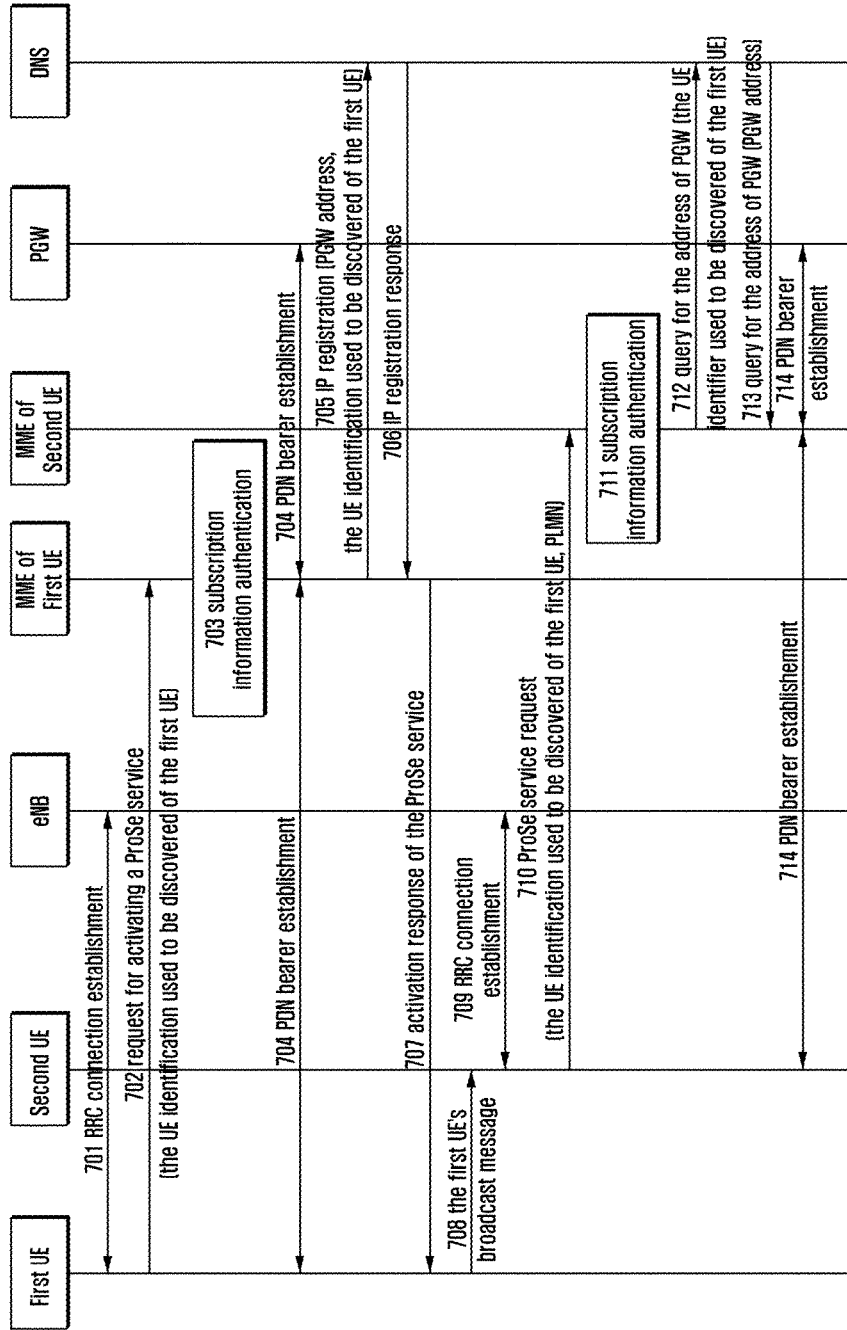 First UE
Second UE
eNB
MME of
First UE
MME of
Second UE
PGW
DNS
701 RRC connection establishment
702 request for activating a ProSe service
(the UE identification used to be discovered of the first UE)
703 subscription
information authentication
704 PDN bearer establishment
704 PDN bearer establishment
705 IP registration (PGW address,
the UE identification used to be discovered of the first UE)
706 IP registration response
707 activation response of the ProSe service
708 the first UE's
broadcast message
709 RRC connection
establishment
710 ProSe service request
(the UE identification used to be discovered of the first UE, PLMN)
711 subscription
information authentication
712 query for the address of PGW (the UE
identifier used to be discovered of the first UE)
713 query for the address of PGW (PGW address)
714 PDN bearer
establishment
714 PDN bearer establishement